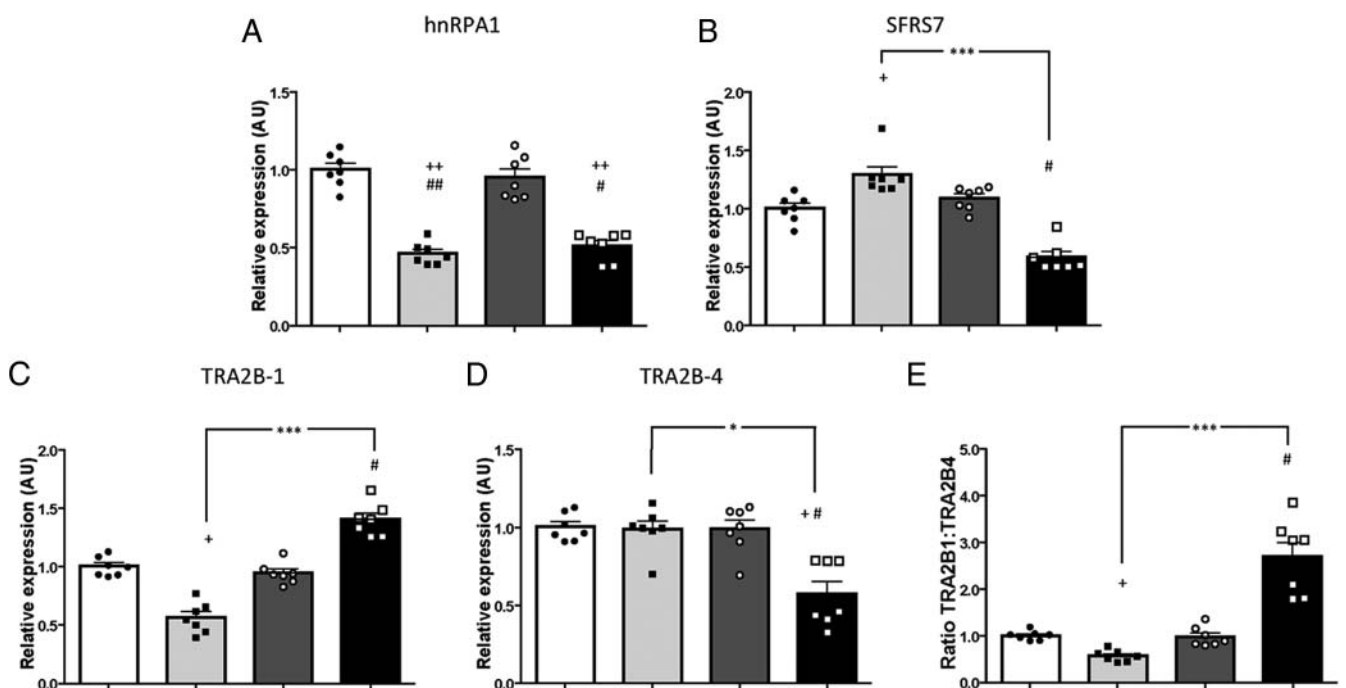 A
hnRPA1
Relative expression (AU)
1.5
1.0
0.5
0.0
++
##
++
#
B
SFRS7
Relative expression (AU)
2.0
1.5
1.0
0.5
0.0
+
***
#
C
TRA2B-1
Relative expression (AU)
2.0
1.5
1.0
0.5
0.0
***
+
#
D
TRA2B-4
Relative expression (AU)
1.5
1.0
0.5
0.0
*
+ #
E
Ratio TRA2B1:TRA2B4
5.0
4.0
3.0
2.0
1.0
0.0
***
+
#